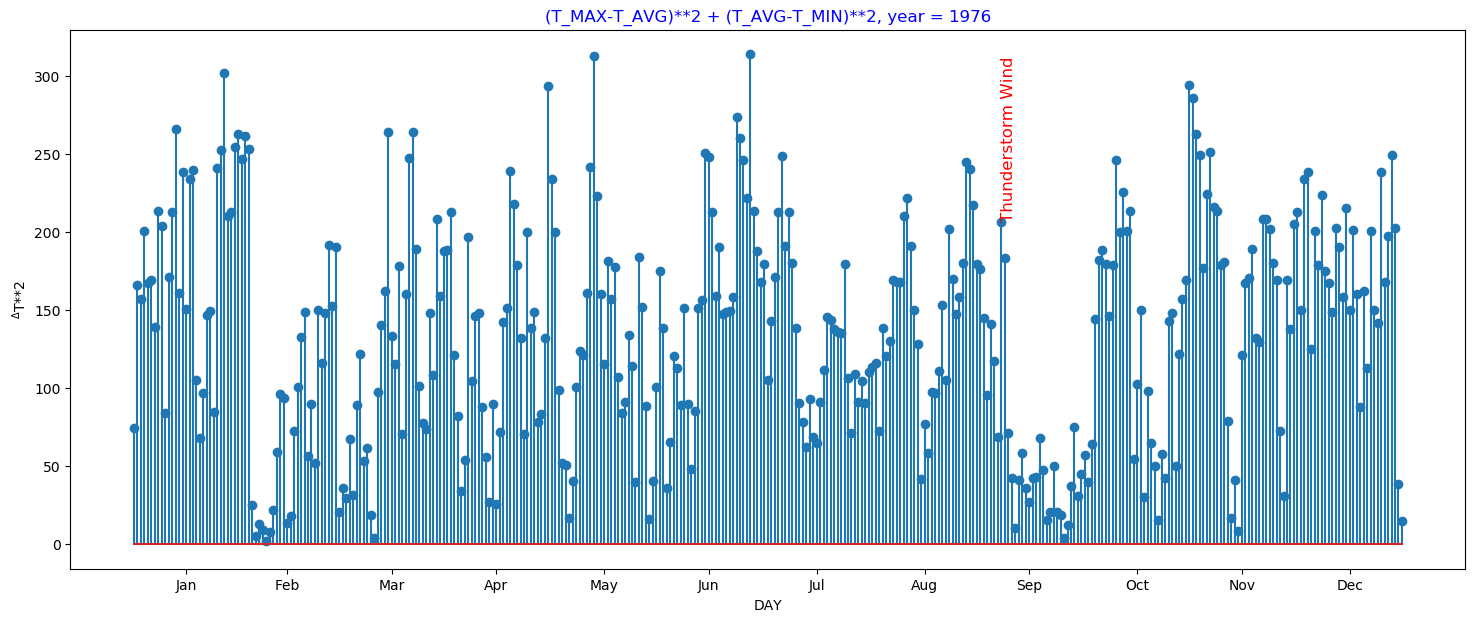 (T_MAX-T_AVG)**2 + (T_AVG-T_MIN)**2, year = 1976
300
250
200
150
100
50
0
ΔT**2
Thunderstorm Wind
Jan Feb Mar Apr May Jun Jul Aug Sep Oct Nov Dec
DAY